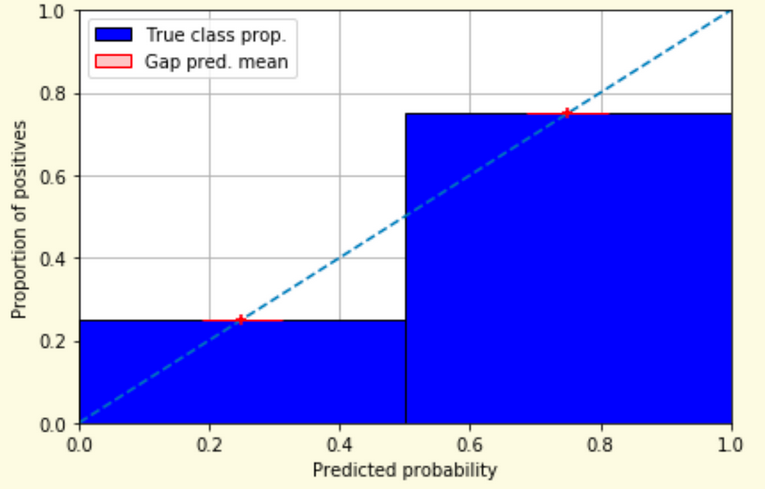 1.0
0.8
0.6
0.4
0.2
0.0
Proportion of positives
True class prop.
Gap pred. mean
0.0 0.2 0.4 0.6 0.8 1.0
Predicted probability